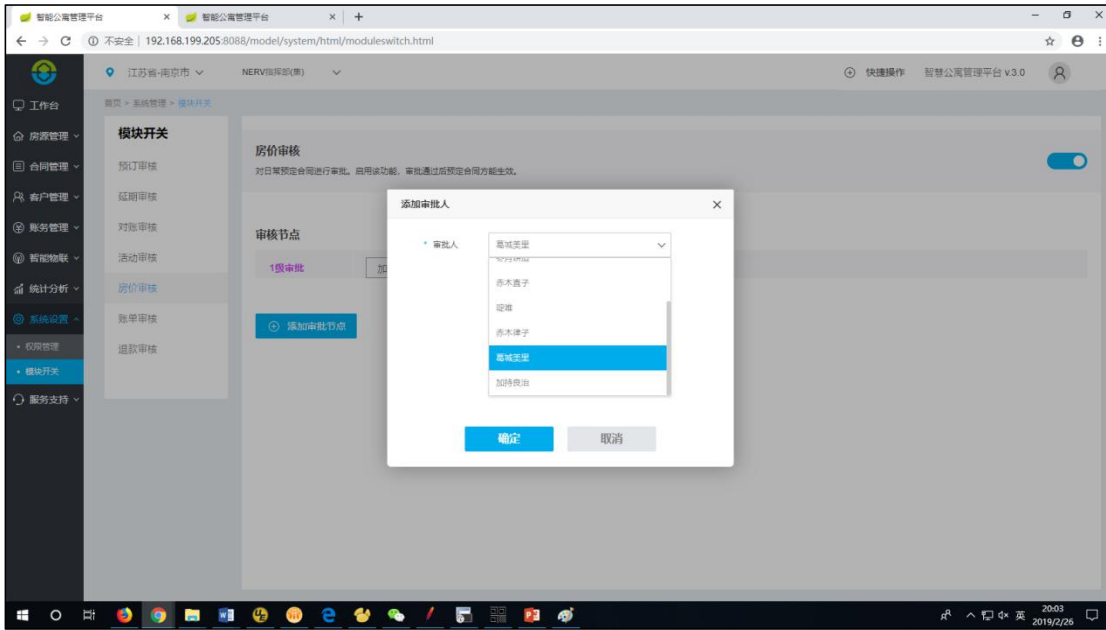 智能公寓管理平台
智能公寓管理平台
不安全 | 192.168.199.205:8088/model/system/html/moduleswitch.html
江苏省-南京市
NERV指挥部(集)
快捷操作
智慧公寓管理平台 v.3.0
工作台
房源管理
合同管理
客户管理
账务管理
智能物联
统计分析
系统设置
• 权限管理
• 模块开关
服务支持
首页 > 系统管理 > 模块开关
模块开关
预订审核
延期审核
对账审核
活动审核
房价审核
账单审核
退款审核
房价审核
对日常预定合同进行审批。启用该功能，审批通过后预定合同方能生效。
审核节点
1级审批
加
添加审批节点
添加审批人
* 审批人
葛城美里
赤木直子
碇唯
赤木律子
葛城美里
加持良治
确定
取消
英
20:03
2019/2/26